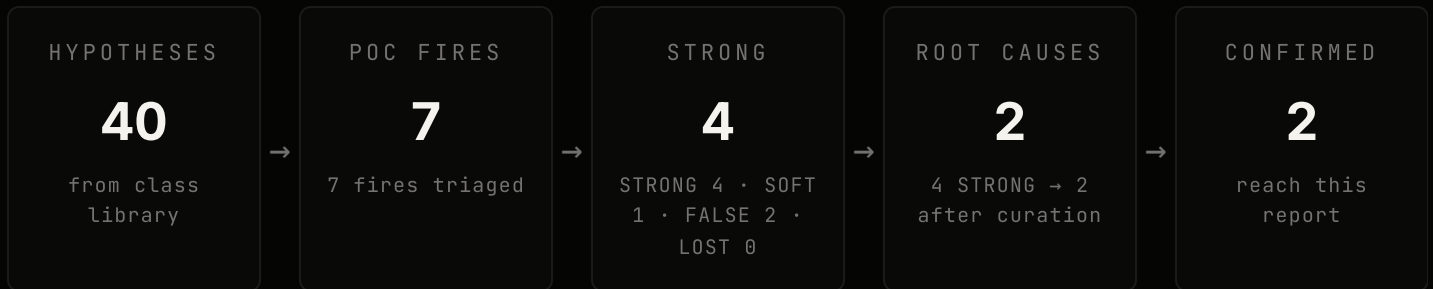 HYPOTHESES
40
from class
library
→
POC FIRES
7
7 fires triaged
→
STRONG
4
STRONG 4 · SOFT
1 · FALSE 2 ·
LOST 0
→
ROOT CAUSES
2
4 STRONG → 2
after curation
→
CONFIRMED
2
reach this
report